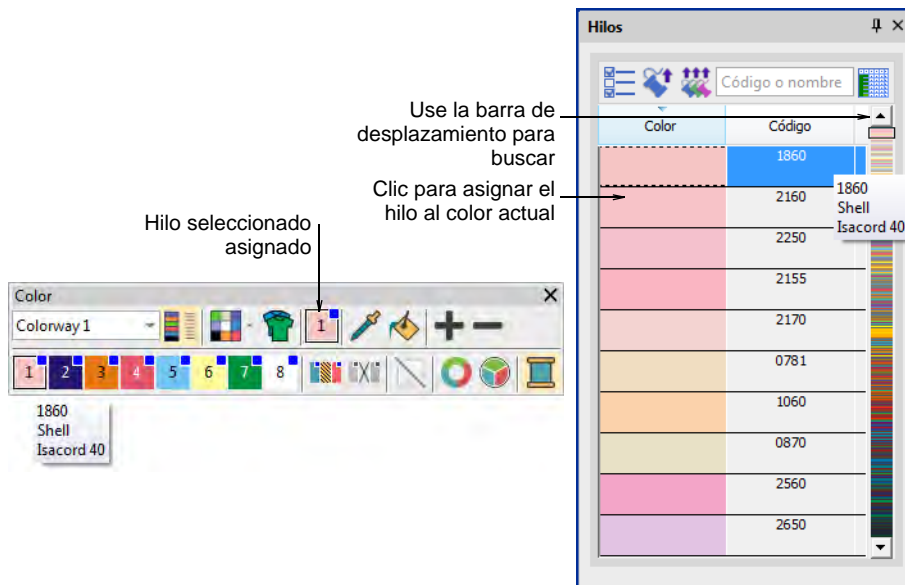 Hilos
Código o nombre
Color Código
1860
2160
2250
2155
2170
0781
1060
0870
2560
2650
1860
Shell
Isacord 40
Use la barra de
desplazamiento para
buscar
Clic para asignar el
hilo al color actual
Hilo seleccionado
asignado
Color
Colorway 1
1
1 2 3 4 5 6 7 8
1860
Shell
Isacord 40